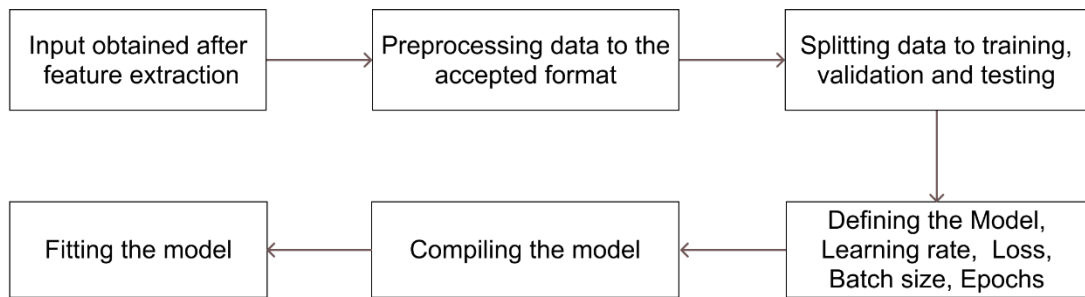 Input obtained after
feature extraction
Preprocessing data to the
accepted format
Splitting data to training,
validation and testing
Defining the Model,
Learning rate, Loss,
Batch size, Epochs
Compiling the model
Fitting the model